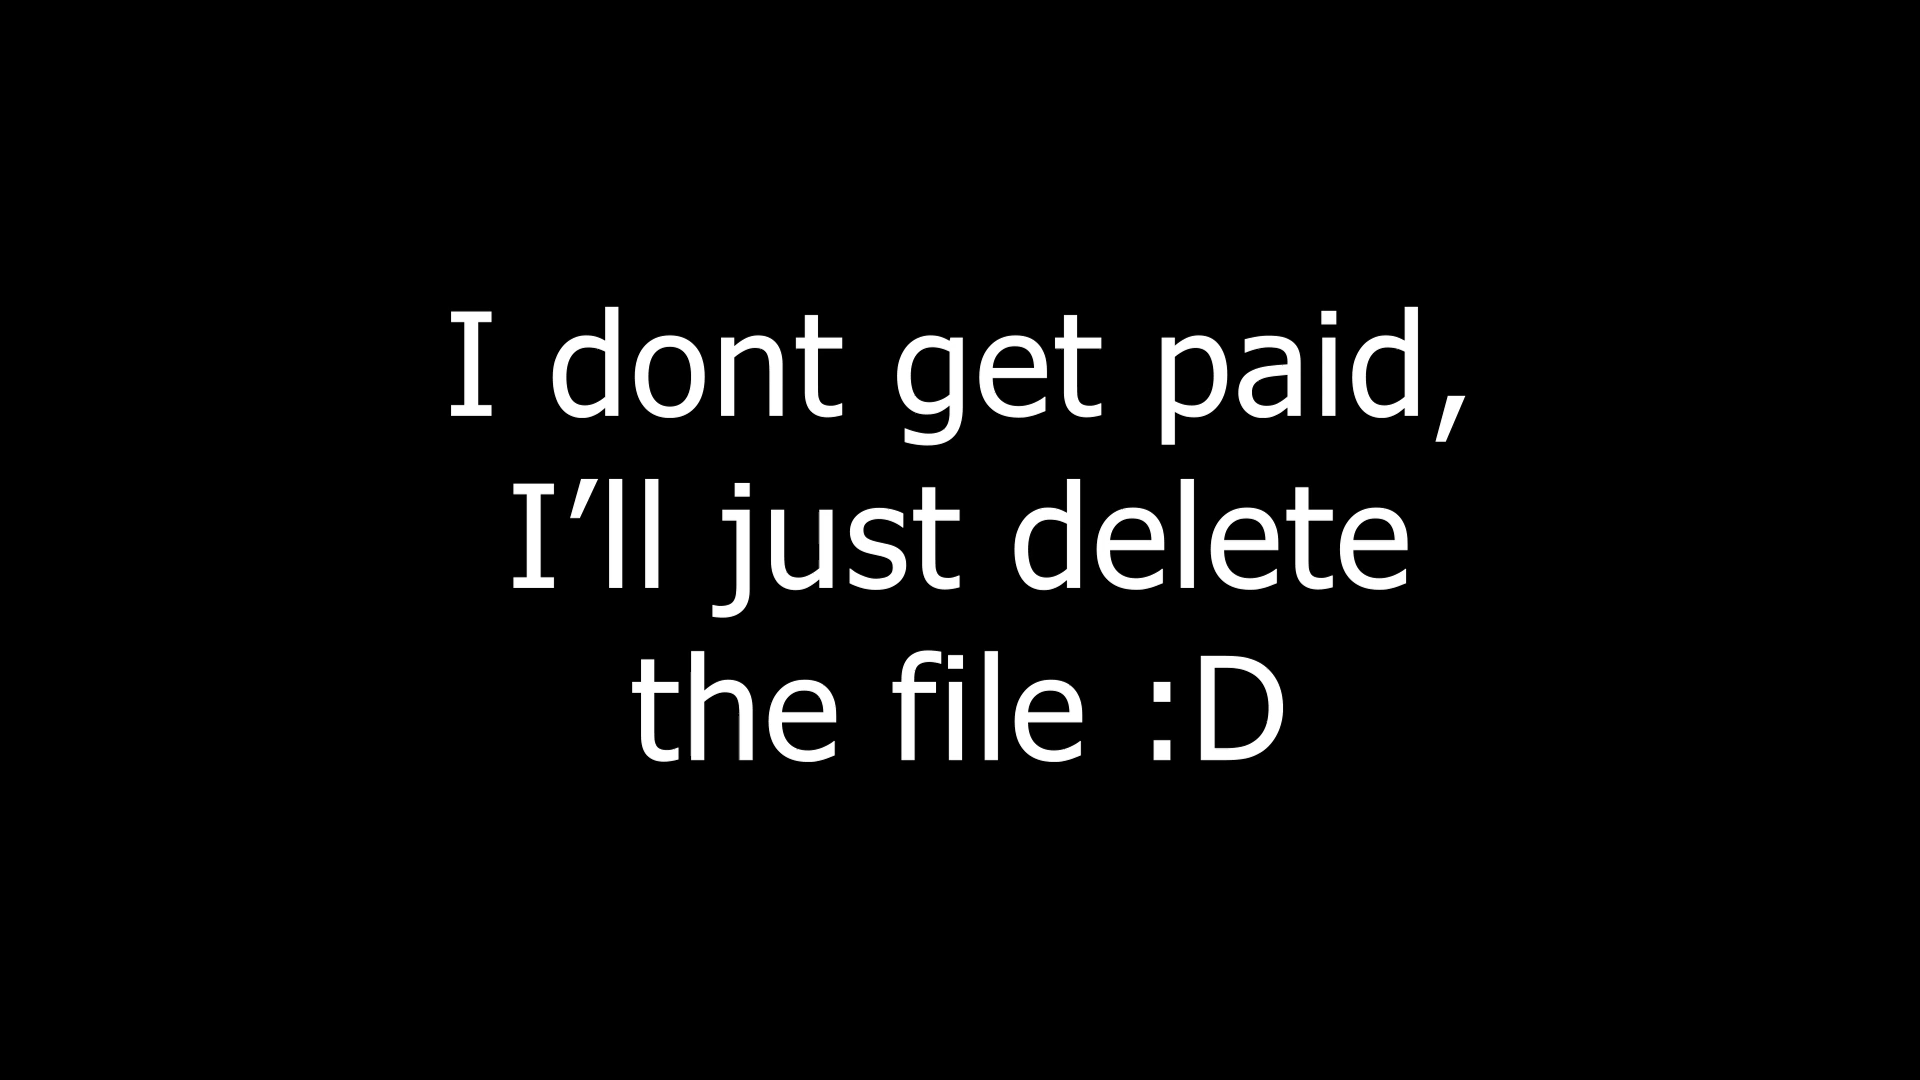 I dont get paid,
I’ll just delete
the file :D